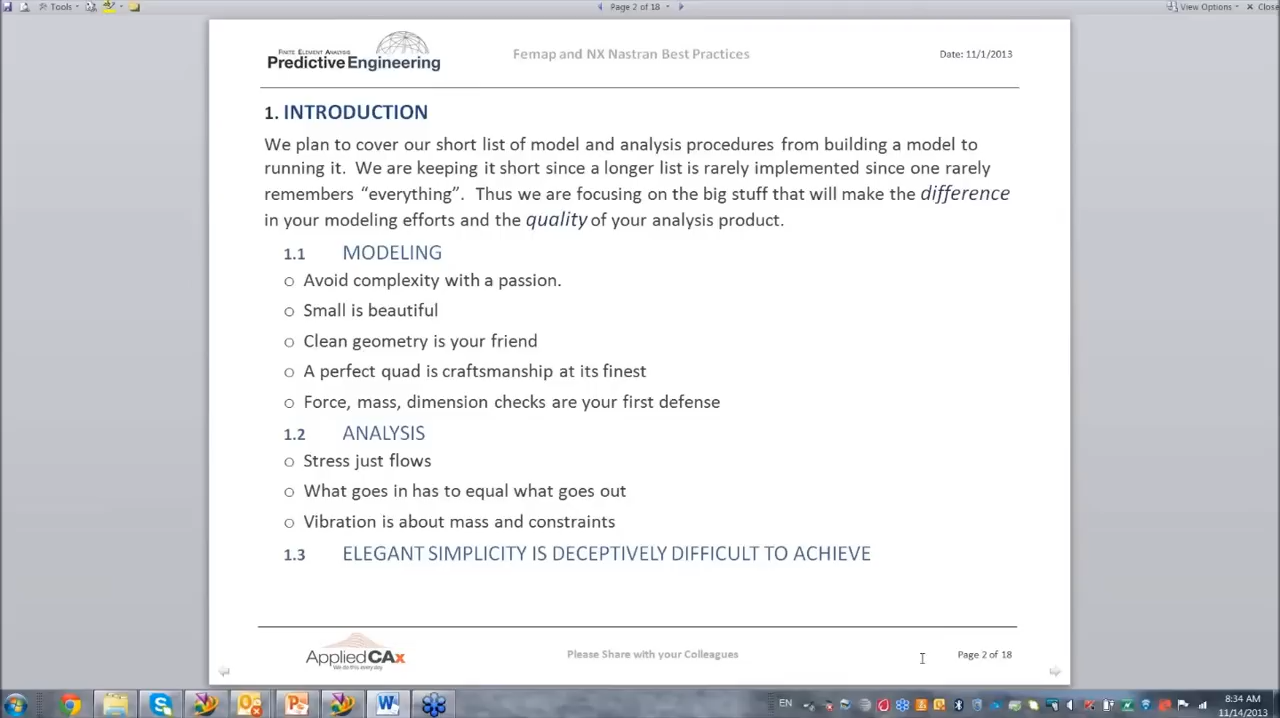 Tools
Page 2 of 18
View Options
Close
FINITE ELEMENT ANALYSIS
Predictive Engineering
Femap and NX Nastran Best Practices
Date: 11/1/2013
1. INTRODUCTION
We plan to cover our short list of model and analysis procedures from building a model to
running it.  We are keeping it short since a longer list is rarely implemented since one rarely
remembers “everything”.  Thus we are focusing on the big stuff that will make the difference
in your modeling efforts and the quality of your analysis product.
1.1 MODELING
o Avoid complexity with a passion.
o Small is beautiful
o Clean geometry is your friend
o A perfect quad is craftsmanship at its finest
o Force, mass, dimension checks are your first defense
1.2 ANALYSIS
o Stress just flows
o What goes in has to equal what goes out
o Vibration is about mass and constraints
1.3 ELEGANT SIMPLICITY IS DECEPTIVELY DIFFICULT TO ACHIEVE
AppliedCAx
We do this every day
Please Share with your Colleagues
Page 2 of 18
EN
8:34 AM
11/14/2013